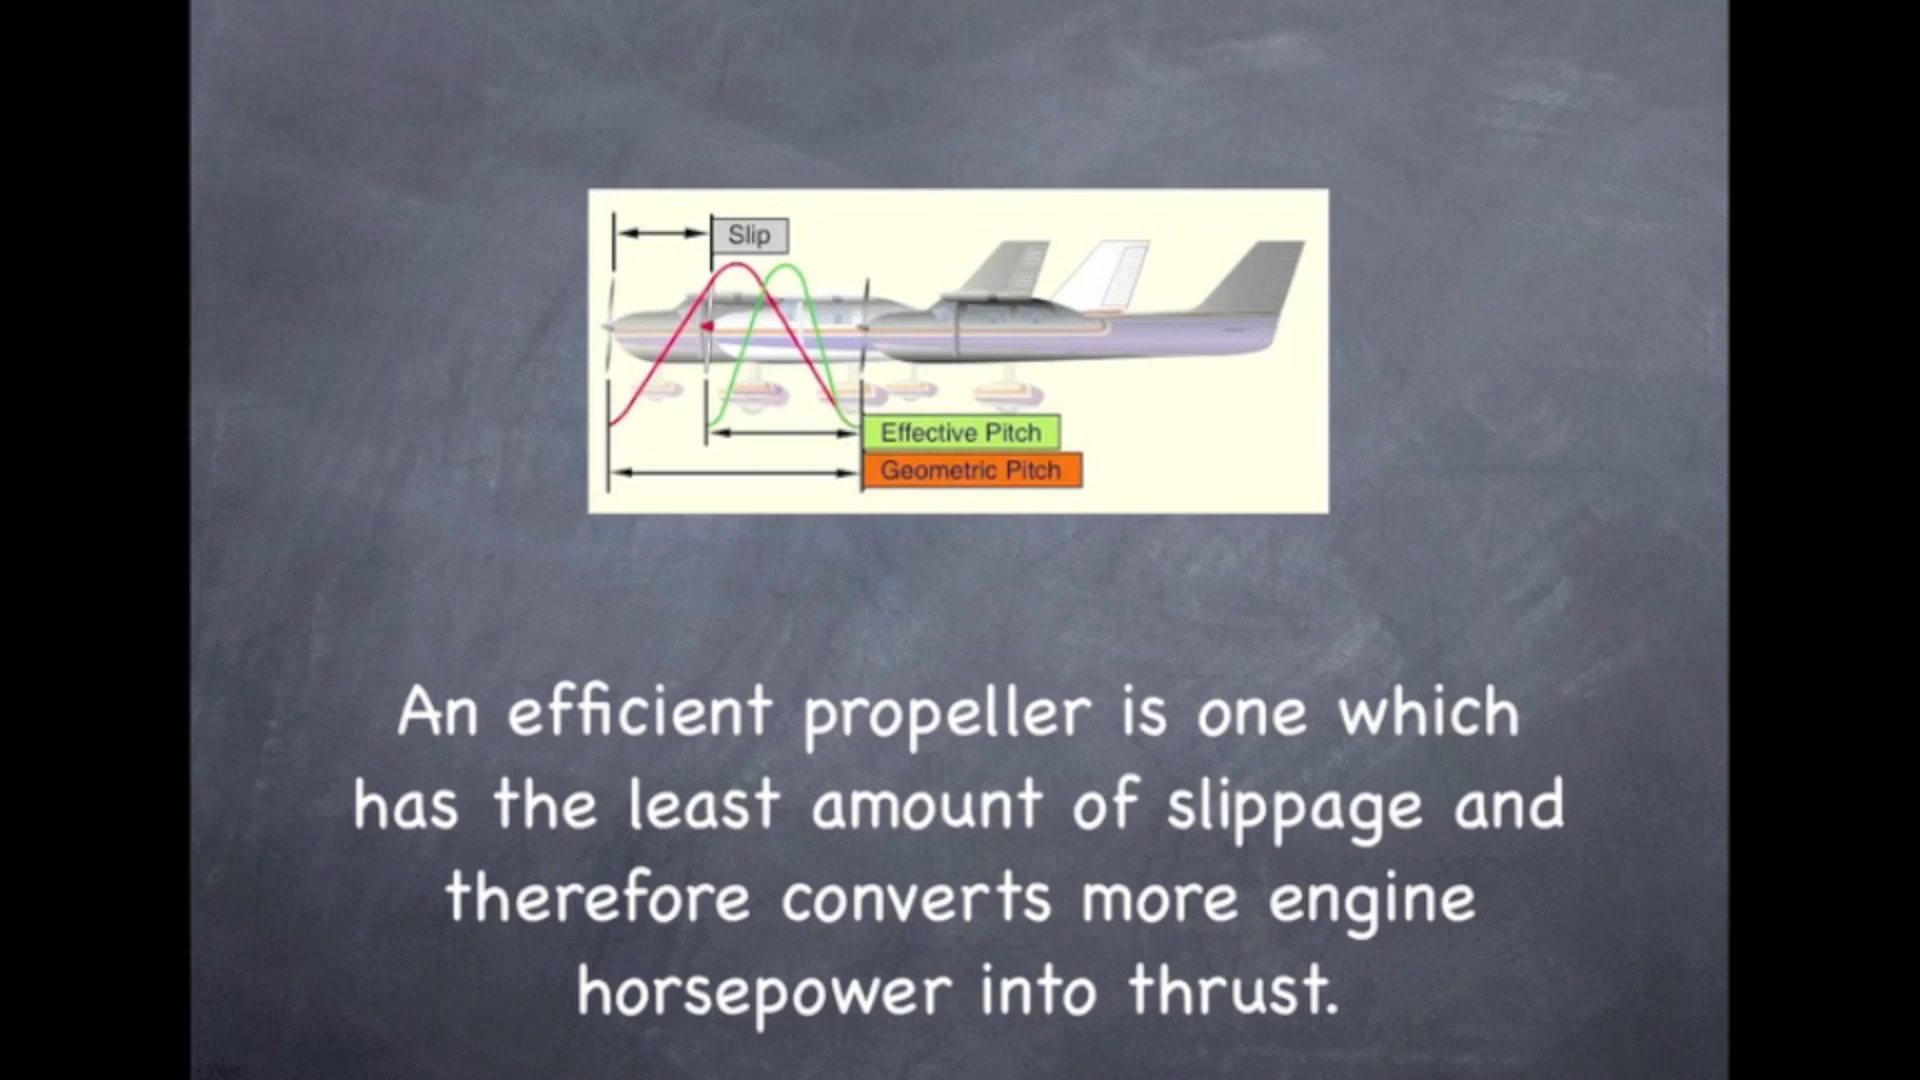 Slip
Effective Pitch
Geometric Pitch
An efficient propeller is one which
has the least amount of slippage and
therefore converts more engine
horsepower into thrust.